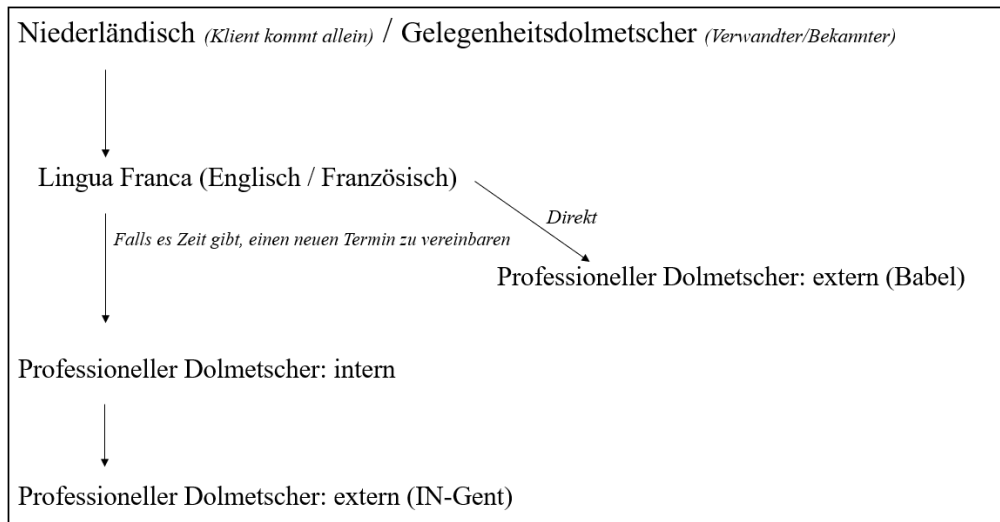 Niederländisch (Klient kommt allein) / Gelegenheitsdolmetscher (Verwandter/Bekannter)
Lingua Franca (Englisch / Französisch)
Direkt
Falls es Zeit gibt, einen neuen Termin zu vereinbaren
Professioneller Dolmetscher: extern (Babel)
Professioneller Dolmetscher: intern
Professioneller Dolmetscher: extern (IN-Gent)